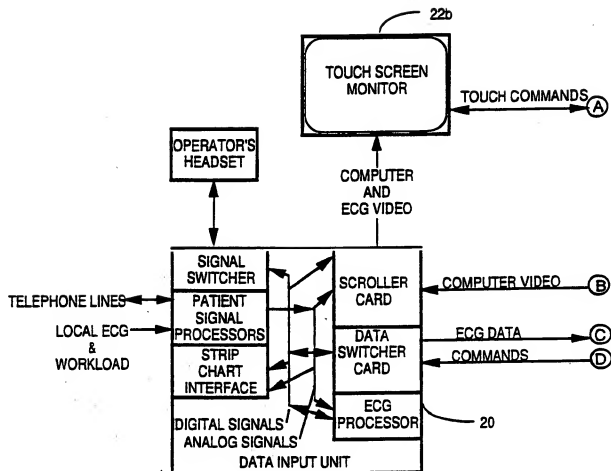 22b
TOUCH SCREEN
MONITOR
TOUCH COMMANDS
A
OPERATOR'S
HEADSET
COMPUTER
AND
ECG VIDEO
SIGNAL
SWITCHER
SCROLLER
CARD
COMPUTER VIDEO
B
TELEPHONE LINES
PATIENT
SIGNAL
PROCESSORS
LOCAL ECG
&
WORKLOAD
DATA
SWITCHER
CARD
ECG DATA
C
COMMANDS
D
STRIP
CHART
INTERFACE
ECG
PROCESSOR
20
DIGITAL SIGNALS
ANALOG SIGNALS
DATA INPUT UNIT